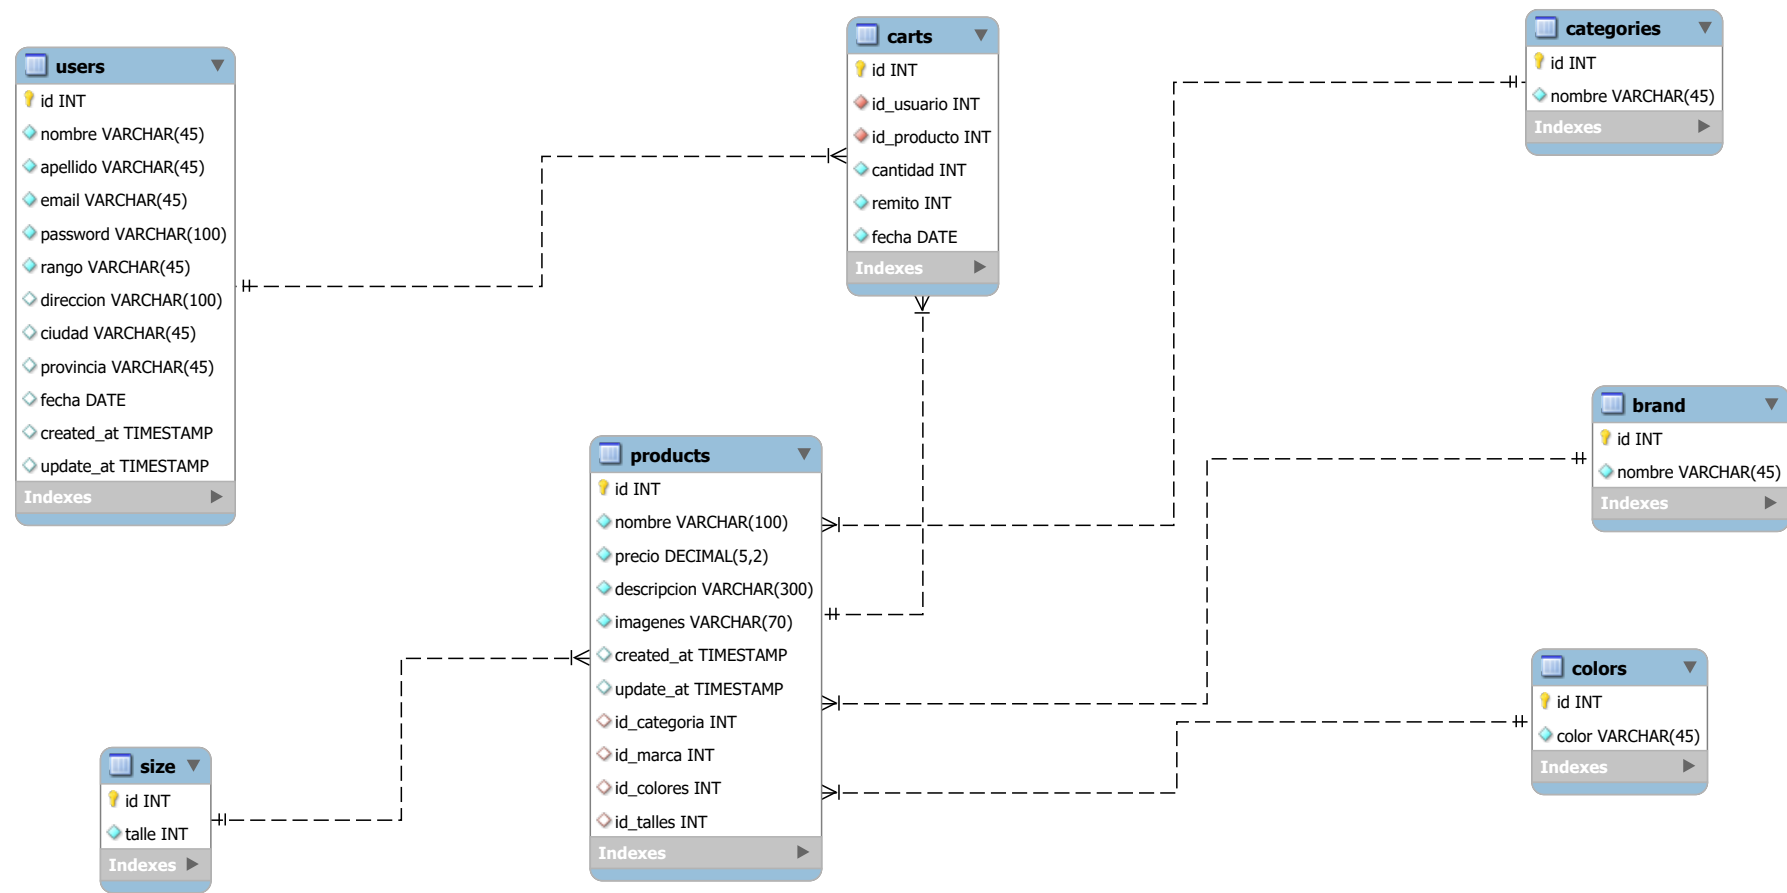 users
id INT
nombre VARCHAR(45)
apellido VARCHAR(45)
email VARCHAR(45)
password VARCHAR(100)
rango VARCHAR(45)
direccion VARCHAR(100)
ciudad VARCHAR(45)
provincia VARCHAR(45)
fecha DATE
created_at TIMESTAMP
update_at TIMESTAMP
Indexes
carts
id INT
id_usuario INT
id_producto INT
cantidad INT
remito INT
fecha DATE
Indexes
categories
id INT
nombre VARCHAR(45)
Indexes
products
id INT
nombre VARCHAR(100)
precio DECIMAL(5,2)
descripcion VARCHAR(300)
imagenes VARCHAR(70)
created_at TIMESTAMP
update_at TIMESTAMP
id_categoria INT
id_marca INT
id_colores INT
id_talles INT
Indexes
brand
id INT
nombre VARCHAR(45)
Indexes
colors
id INT
color VARCHAR(45)
Indexes
size
id INT
talle INT
Indexes